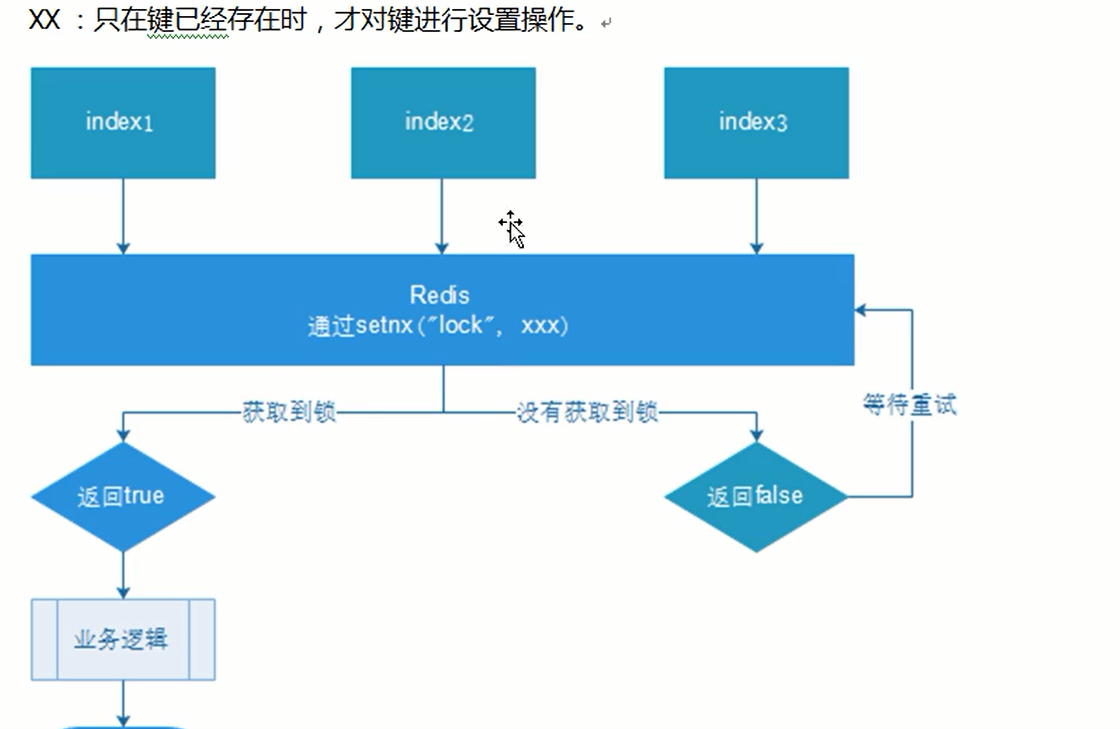 XX ：只在键已经存在时，才对键进行设置操作。
index1
index2
index3
Redis
通过setnx("lock", xxx)
获取到锁
没有获取到锁
等待重试
返回true
返回false
业务逻辑